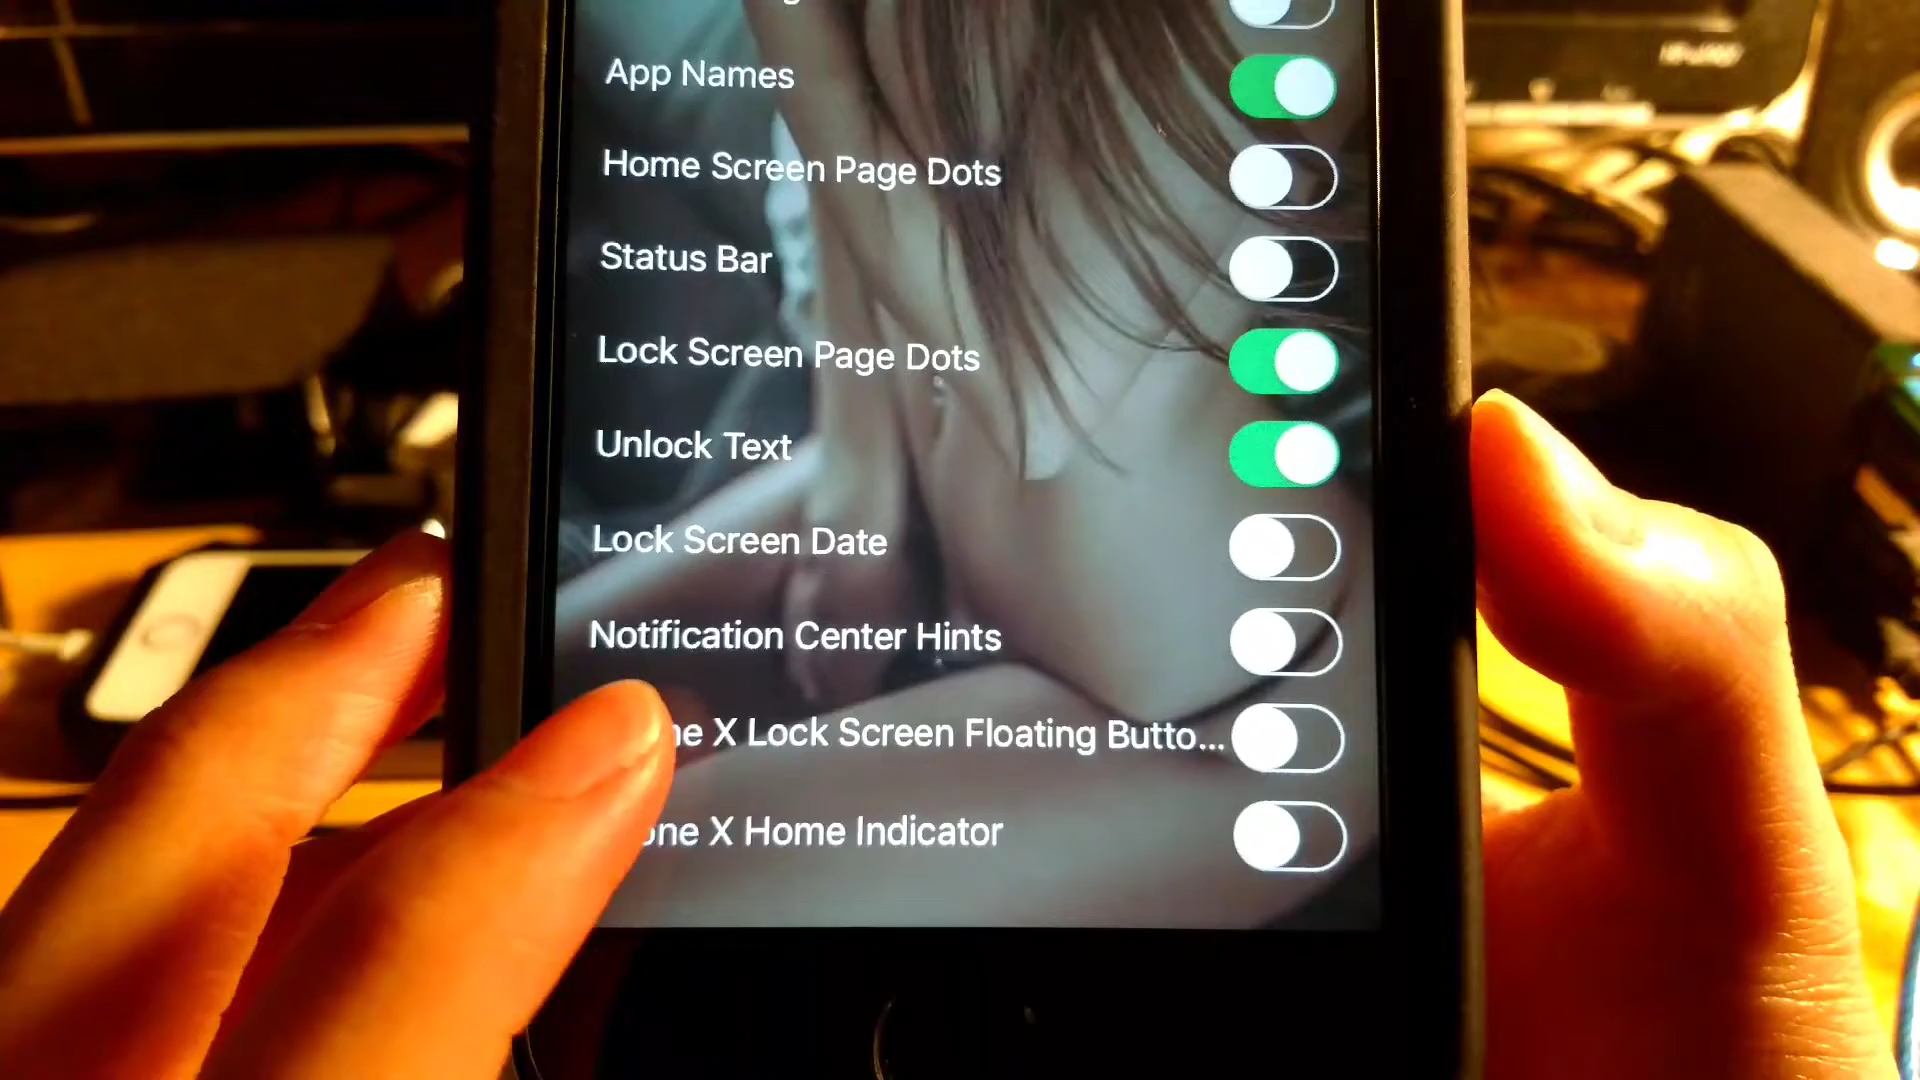 App Names
Home Screen Page Dots
Status Bar
Lock Screen Page Dots
Unlock Text
Lock Screen Date
Notification Center Hints
X Lock Screen Floating Butto...
X Home Indicator